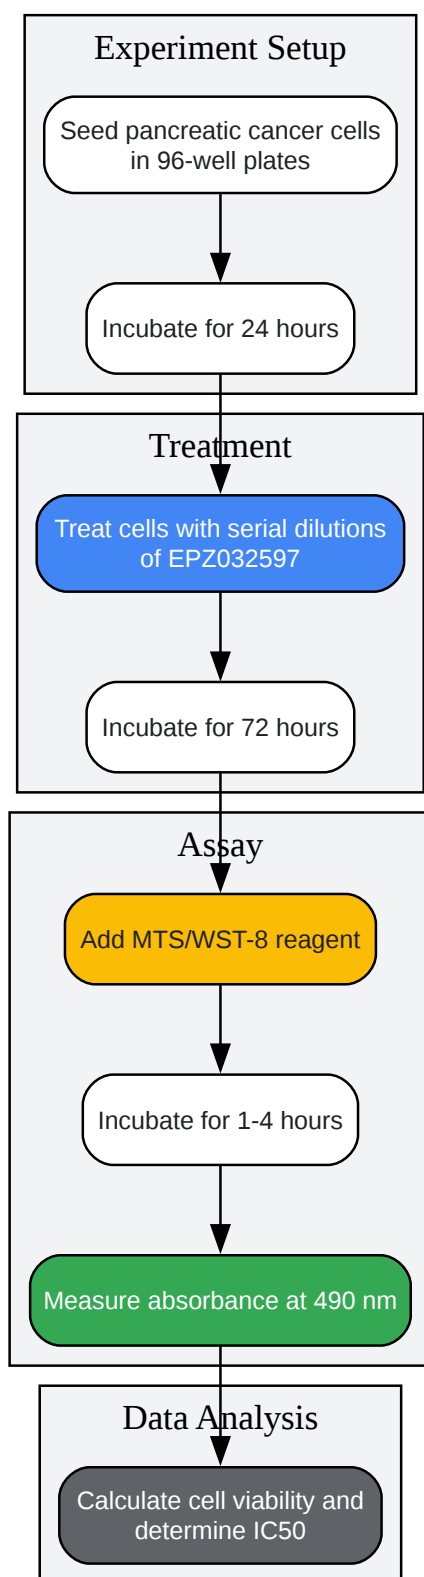 Experiment Setup
Seed pancreatic cancer cells
in 96-well plates
Incubate for 24 hours
Treatment
Treat cells with serial dilutions
of EPZ032597
Incubate for 72 hours
Assay
Add MTS/WST-8 reagent
Incubate for 1-4 hours
Measure absorbance at 490 nm
Data Analysis
Calculate cell viability and
determine IC50